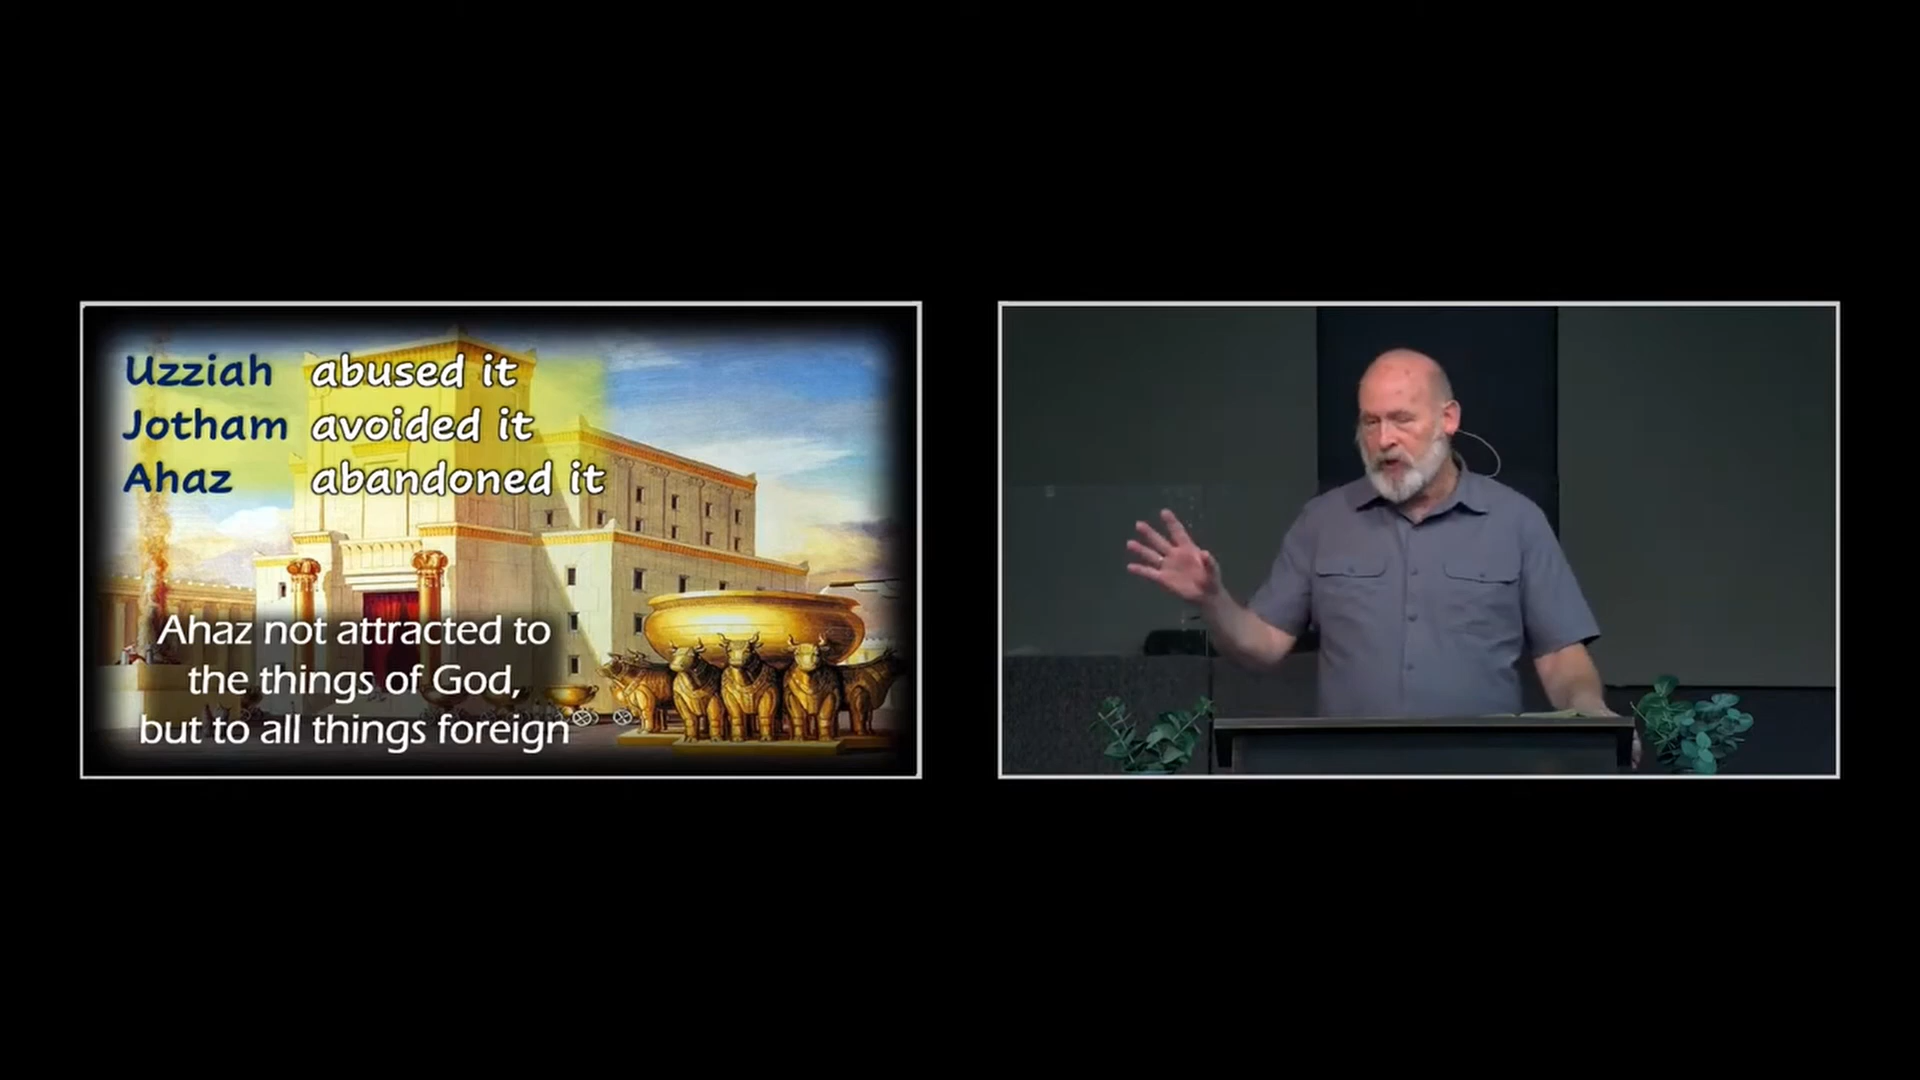 Uzziah abused it
Jotham avoided it
Ahaz abandoned it
Ahaz not attracted to
the things of God,
but to all things foreign